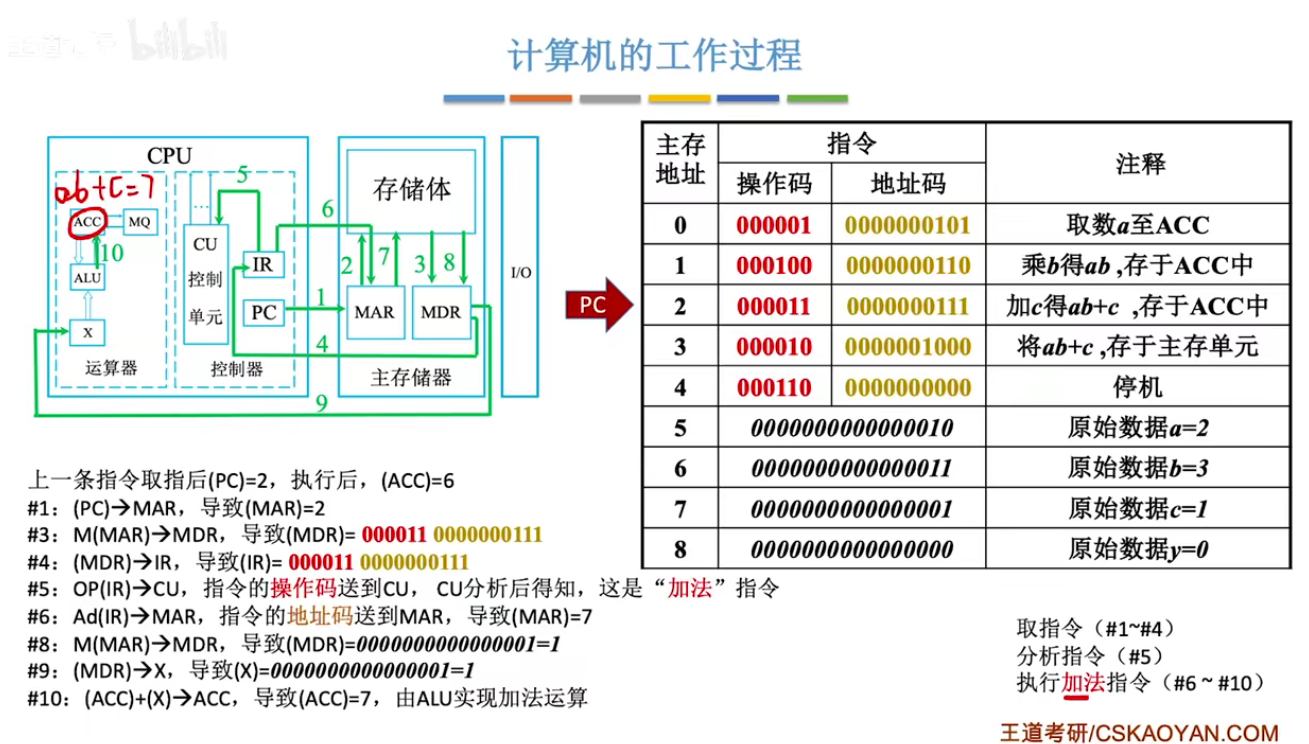 bilibili
计算机的工作过程
CPU
ab+c=7
ACC
MQ
ALU
X
运算器
...
CU
控制
单元
IR
PC
控制器
存储体
MAR
MDR
主存储器
I/O
1
2
3
4
5
6
7
8
9
10
PC
主存地址 指令 注释
操作码 地址码
0 000001 0000000101 取数a至ACC
1 000100 0000000110 乘b得ab ,存于ACC中
2 000011 0000000111 加c得ab+c ,存于ACC中
3 000010 0000001000 将ab+c ,存于主存单元
4 000110 0000000000 停机
5 0000000000000010 原始数据a=2
6 0000000000000011 原始数据b=3
7 0000000000000001 原始数据c=1
8 0000000000000000 原始数据y=0
上一条指令取指后(PC)=2，执行后，(ACC)=6
#1：(PC)→MAR，导致(MAR)=2
#3：M(MAR)→MDR，导致(MDR)= 000011 0000000111
#4：(MDR)→IR，导致(IR)= 000011 0000000111
#5：OP(IR)→CU，指令的操作码送到CU， CU分析后得知，这是“加法”指令
#6：Ad(IR)→MAR，指令的地址码送到MAR，导致(MAR)=7
#8：M(MAR)→MDR，导致(MDR)=0000000000000001=1
#9：(MDR)→X，导致(X)=0000000000000001=1
#10：(ACC)+(X)→ACC，导致(ACC)=7，由ALU实现加法运算
取指令（#1~#4）
分析指令（#5）
执行加法指令（#6 ~ #10）
王道考研/CSKAOYAN.COM